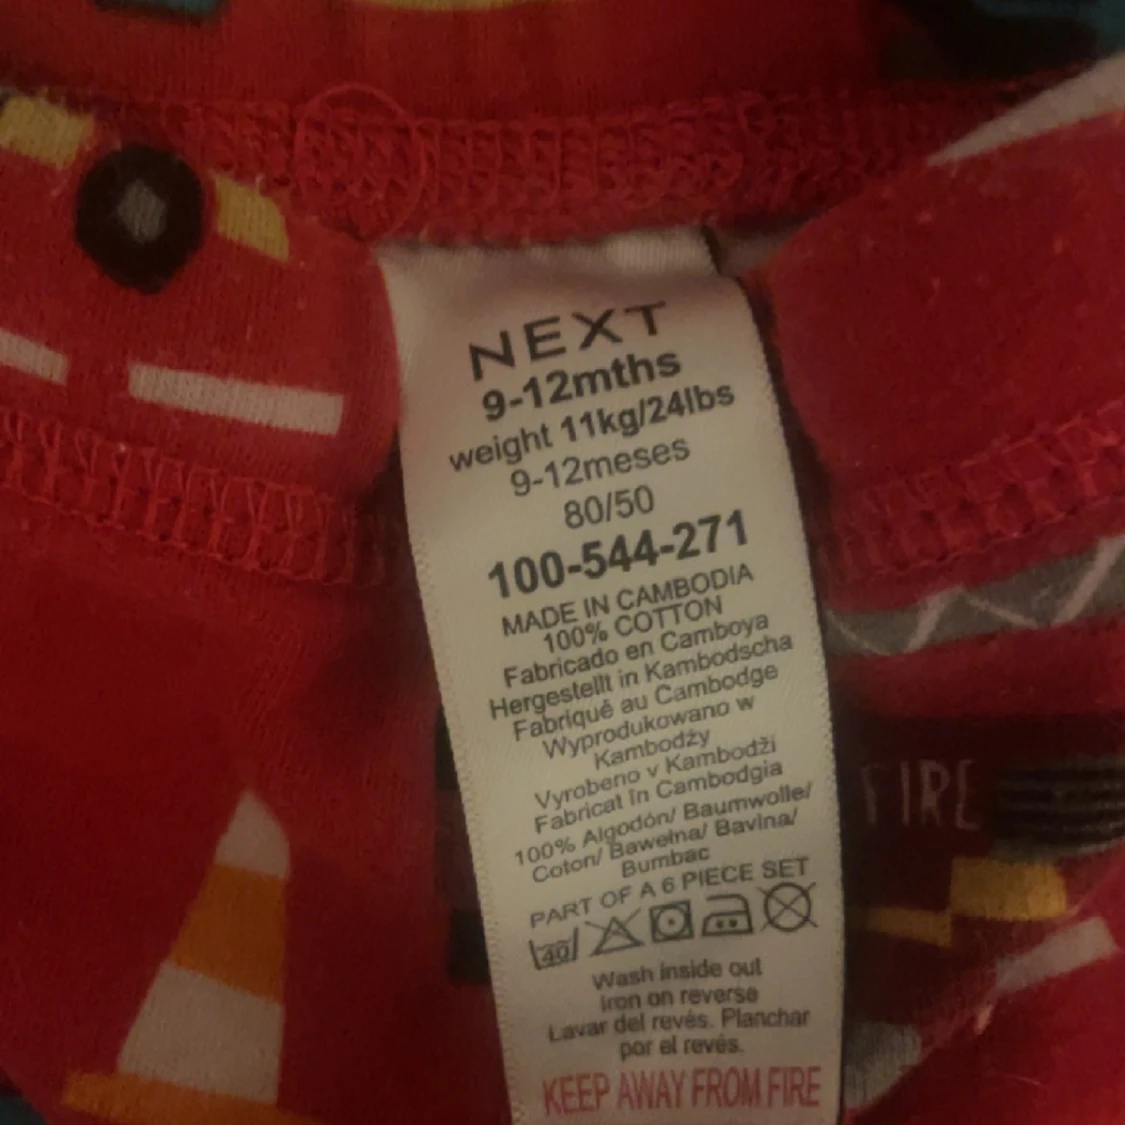 NEXT
9-12mths
weight 11kg/24lbs
9-12meses
80/50
100-544-271
MADE IN CAMBODIA
100% COTTON
Fabricado en Camboya
Hergestellt in Kambodscha
Fabriqué au Cambodge
Wyprodukowano w
Kambodży
Vyrobeno v Kambodži
Fabricat în Cambodgia
100% Algodón/ Baumwolle/
Coton/ Bawełna/ Bavlna/
Bumbac
PART OF A 6 PIECE SET
40
Wash inside out
Iron on reverse
Lavar del revés. Planchar
por el revés.
KEEP AWAY FROM FIRE
FIRE